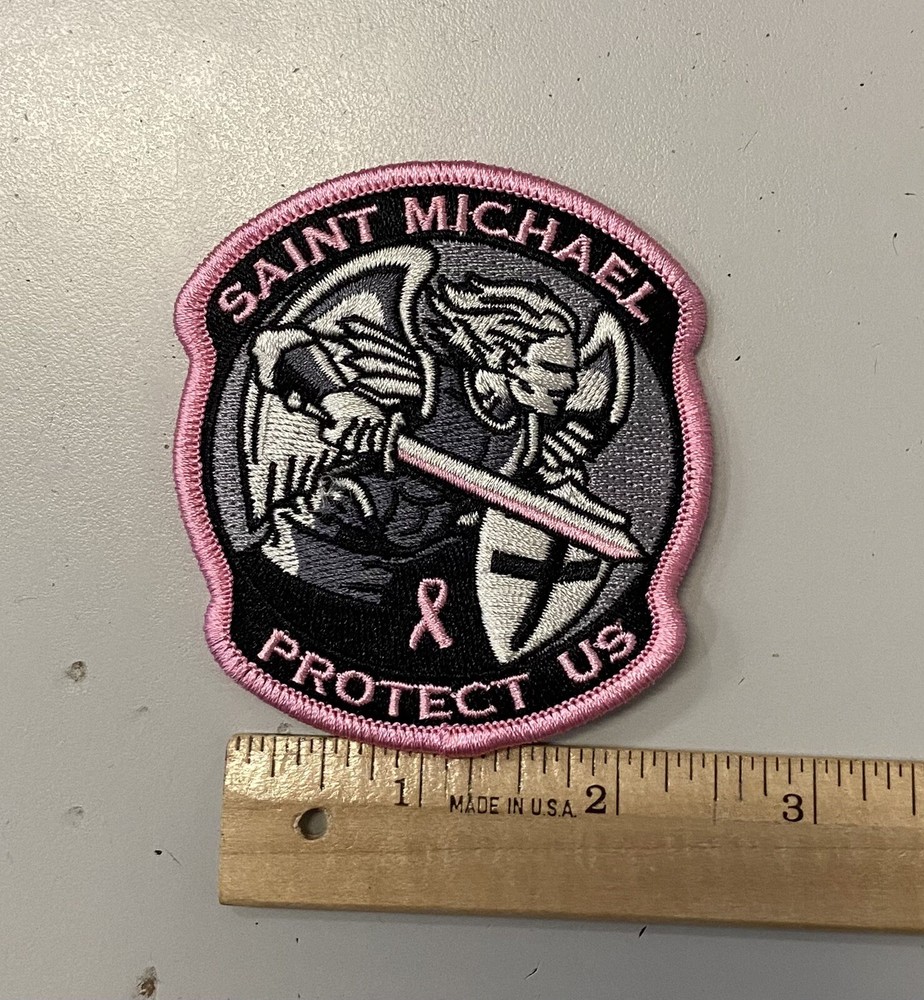 SAINT MICHAEL
PROTECT US
1 MADE IN U.S.A. 2 3